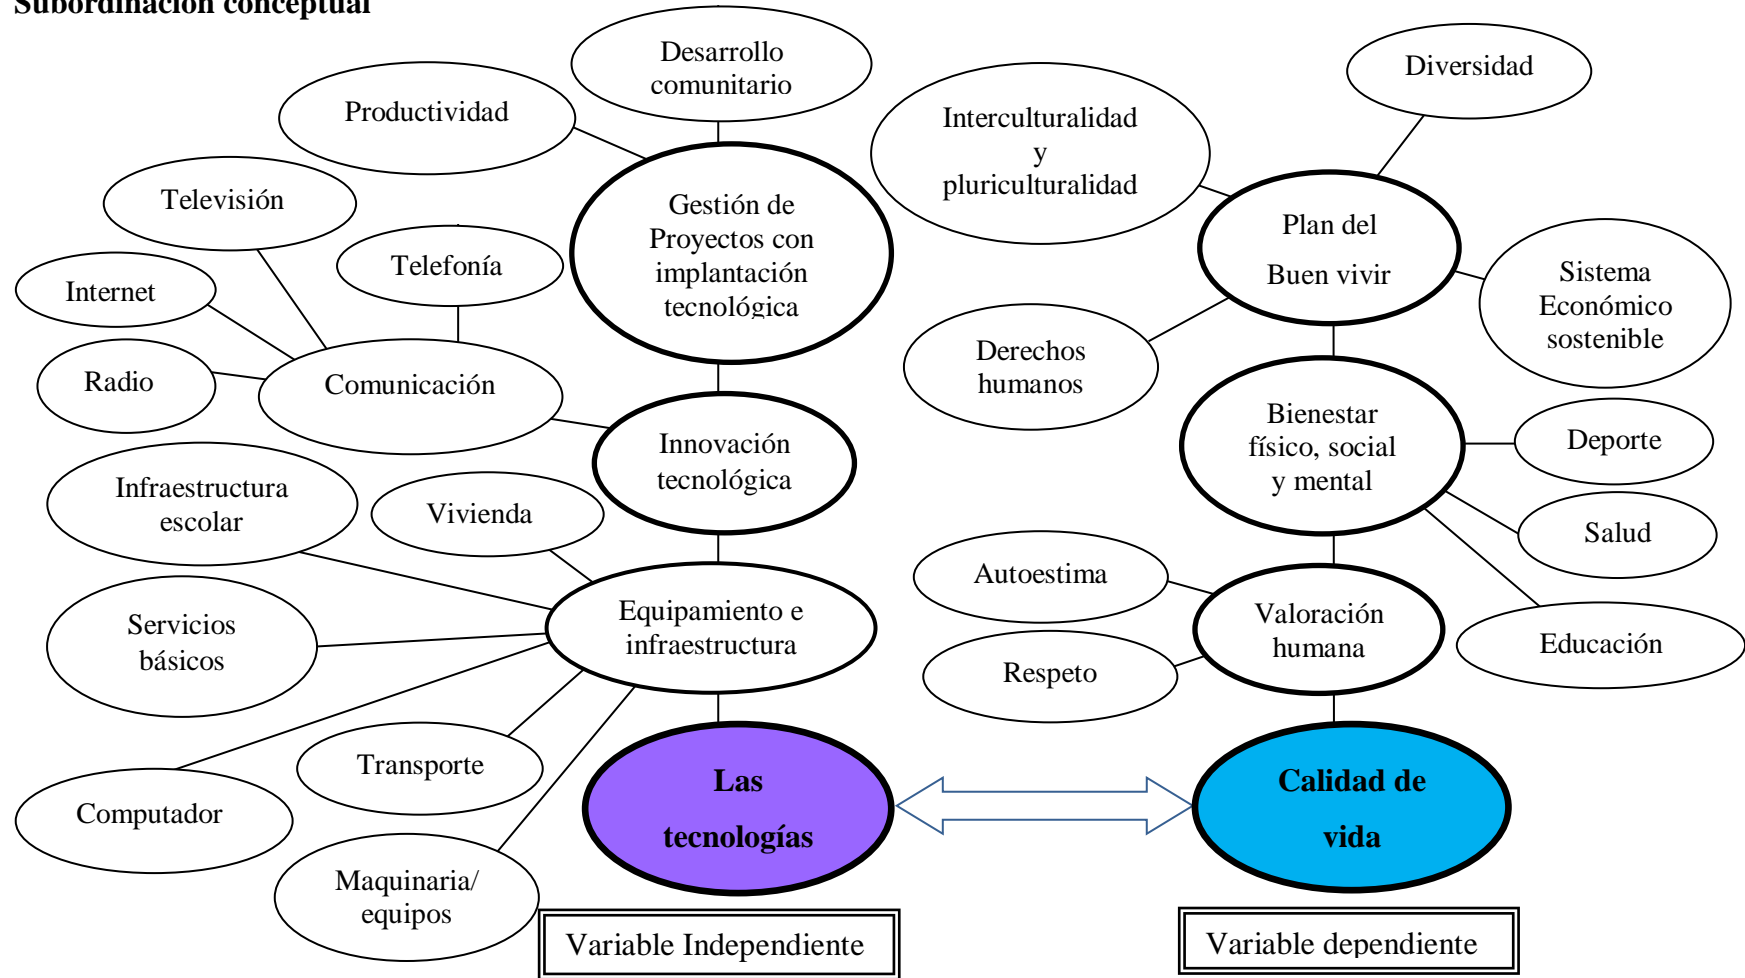 Subordinación conceptual
Desarrollo
comunitario
Productividad
Televisión
Telefonía
Internet
Radio
Comunicación
Gestión de
Proyectos con
implantación
tecnológica
Innovación
tecnológica
Infraestructura
escolar
Vivienda
Servicios
básicos
Equipamiento e
infraestructura
Computador
Transporte
Maquinaria/
equipos
Las
tecnologías
Variable Independiente
Diversidad
Interculturalidad
y
pluriculturalidad
Plan del
Buen vivir
Sistema
Económico
sostenible
Derechos
humanos
Bienestar
físico, social
y mental
Deporte
Salud
Educación
Autoestima
Respeto
Valoración
humana
Calidad de
vida
Variable dependiente